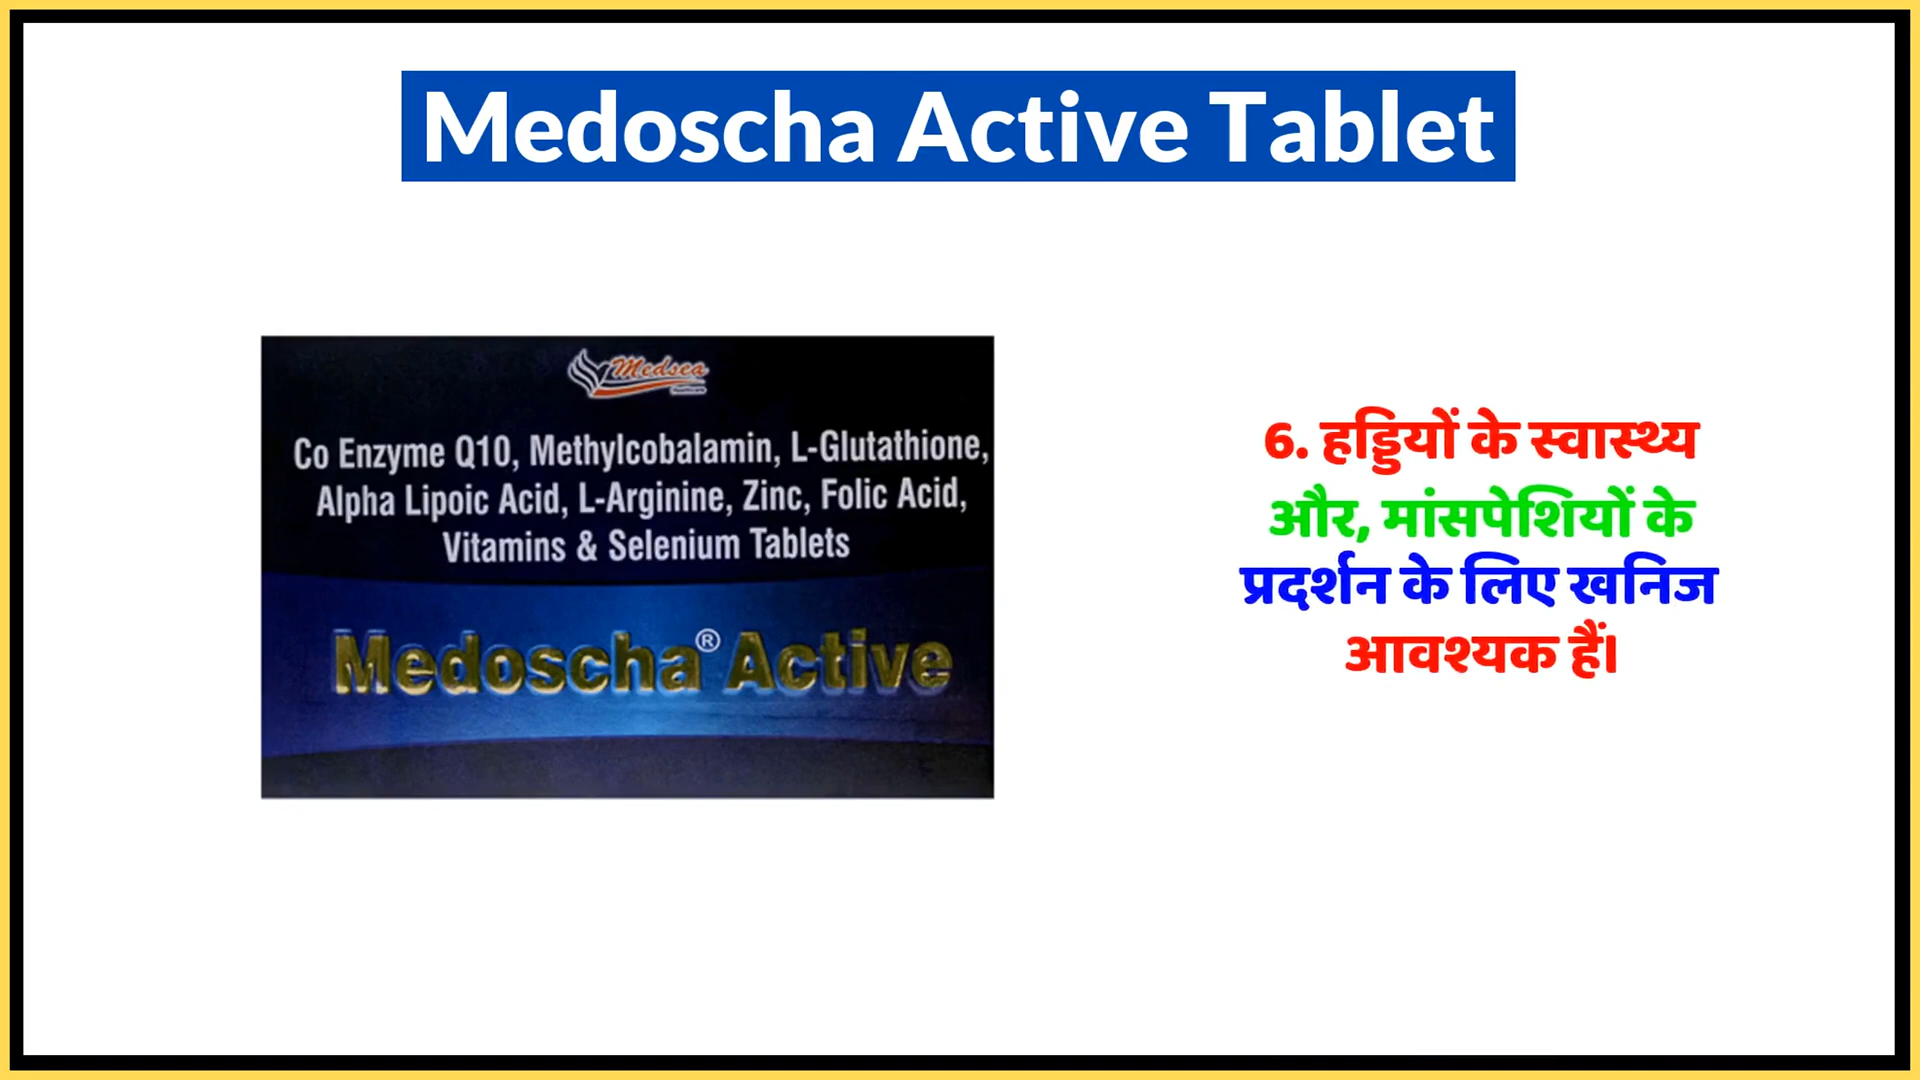 Medoscha Active Tablet
Medsea
Co Enzyme Q10, Methylcobalamin, L-Glutathione,
Alpha Lipoic Acid, L-Arginine, Zinc, Folic Acid,
Vitamins & Selenium Tablets
Medoscha® Active
6. हड्डियों के स्वास्थ्य
और, मांसपेशियों के
प्रदर्शन के लिए खनिज
आवश्यक हैं।